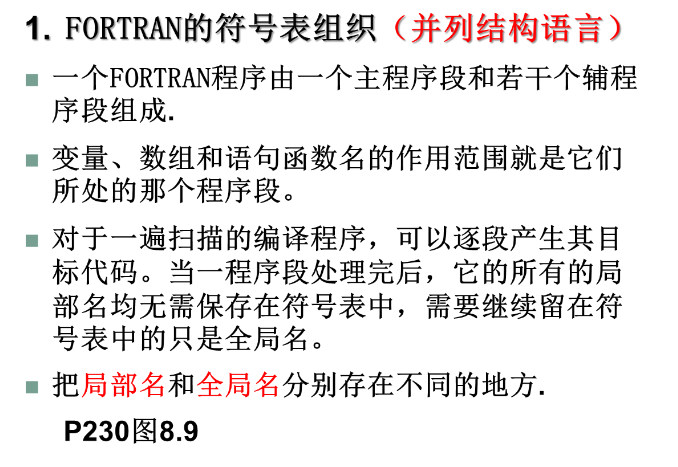 1. FORTRAN的符号表组织（并列结构语言）
一个FORTRAN程序由一个主程序段和若干个辅程
序段组成.
变量、数组和语句函数名的作用范围就是它们
所处的那个程序段。
对于一遍扫描的编译程序，可以逐段产生其目
标代码。当一程序段处理完后，它的所有的局
部名均无需保存在符号表中，需要继续留在符
号表中的只是全局名。
把局部名和全局名分别存在不同的地方.
P230图8.9